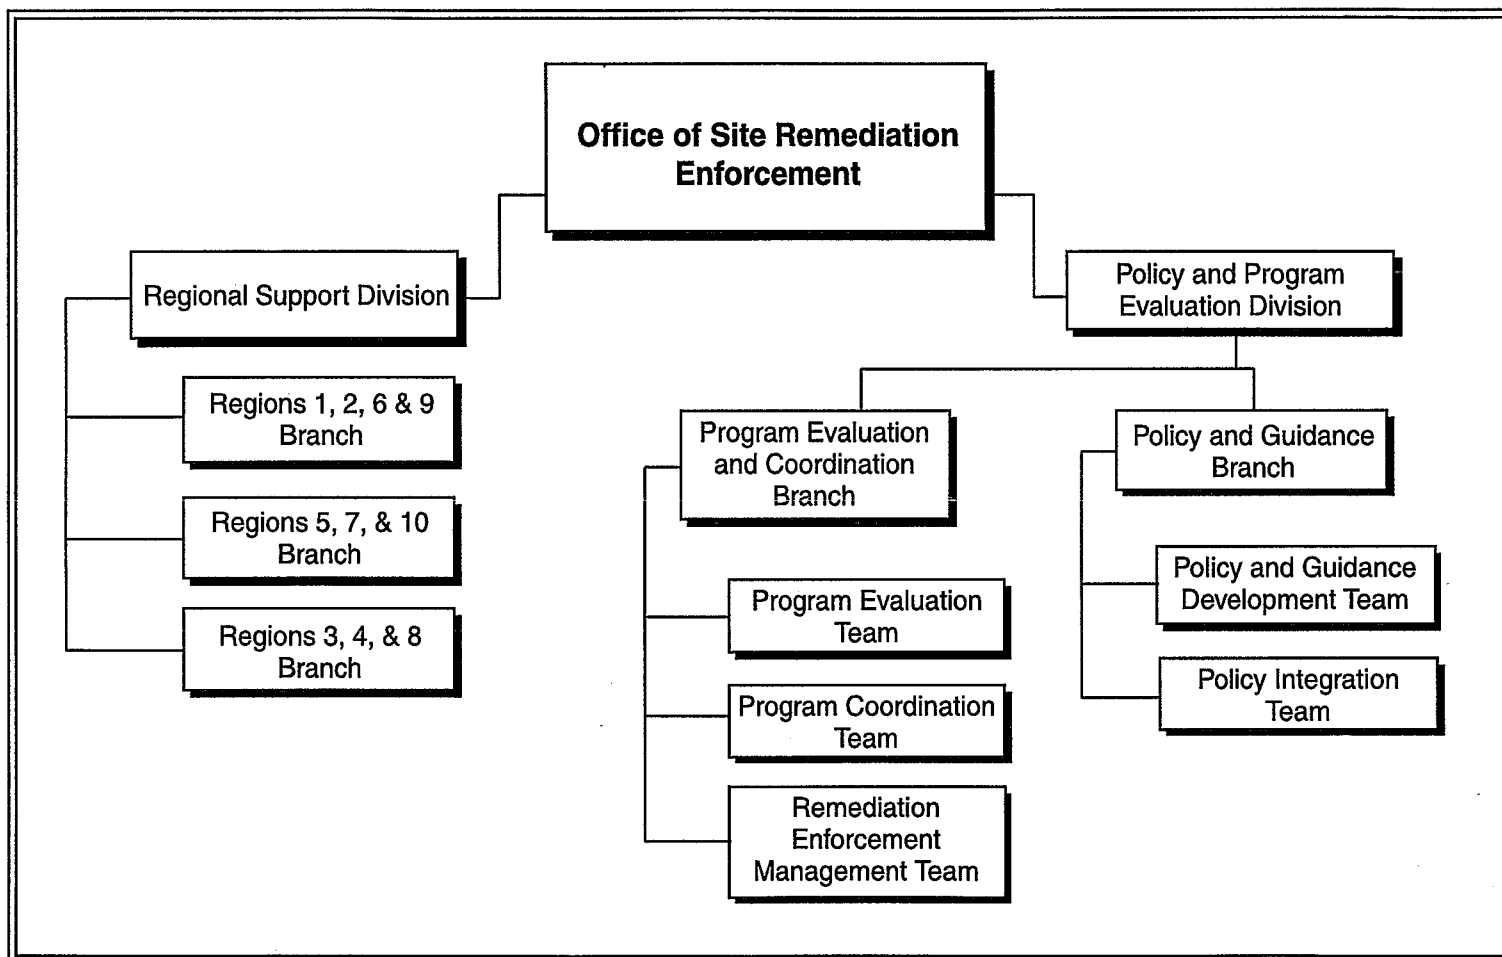 Office of Site Remediation
Enforcement
Regional Support Division
Regions 1, 2, 6 & 9
Branch
Regions 5, 7, & 10
Branch
Regions 3, 4, & 8
Branch
Policy and Program
Evaluation Division
Program Evaluation
and Coordination
Branch
Program Evaluation
Team
Program Coordination
Team
Remediation
Enforcement
Management Team
Policy and Guidance
Branch
Policy and Guidance
Development Team
Policy Integration
Team